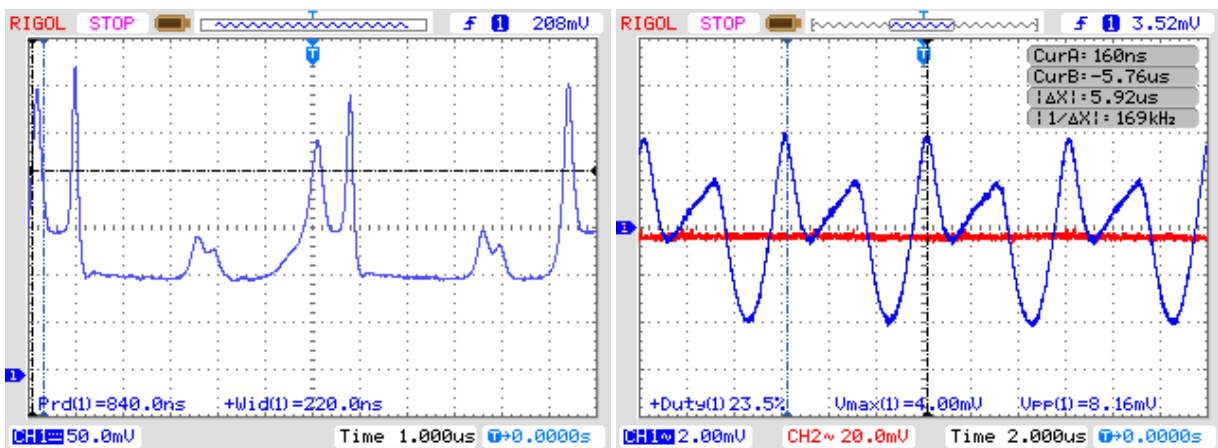 RIGOL STOP T f 1 208mV
T
1
Prd(1)=840.0ns +Wid(1)=220.0ns
CH1 50.0mV Time 1.000us T→0.0000s
RIGOL STOP T f 1 3.52mV
T
CurA: 160ns
CurB:-5.76us
|ΔX|:5.92us
|1/ΔX|: 169kHz
1
+Duty(1) 23.5% Vmax(1)=4.00mV Vpp(1)=8.16mV
CH1~ 2.00mV CH2~ 20.0mV Time 2.000us T→0.0000s